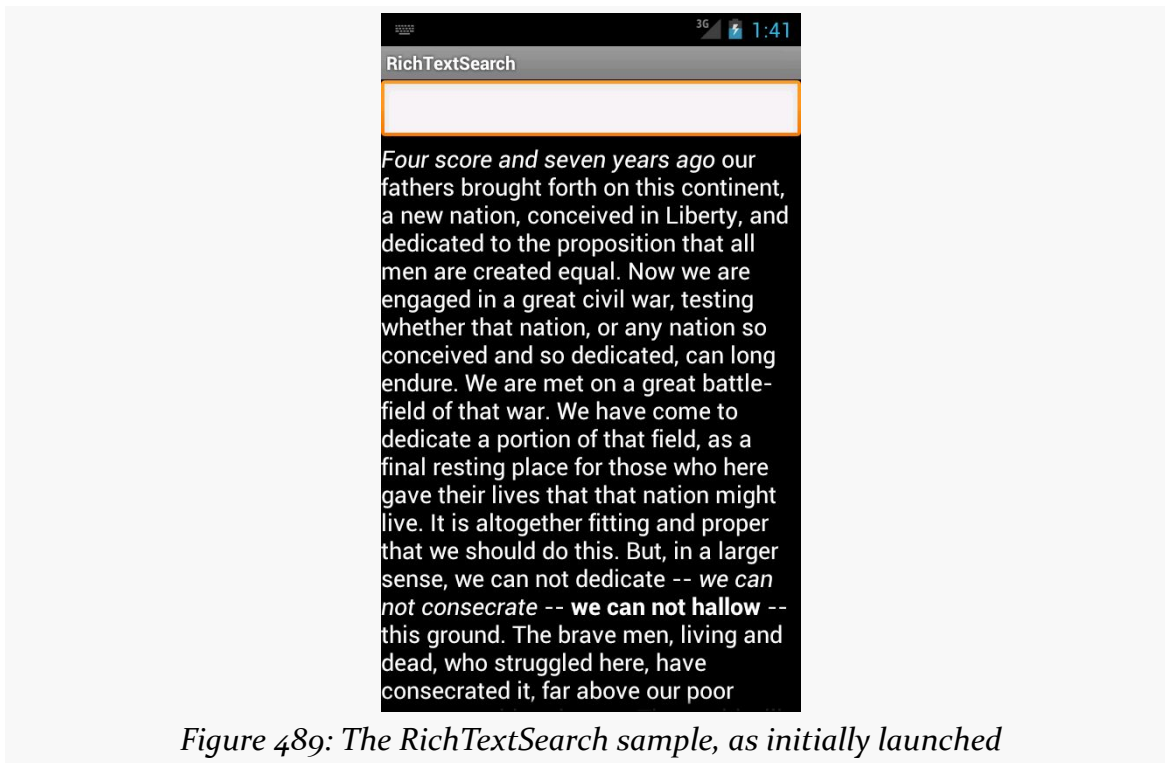 3G 1:41
RichTextSearch
Four score and seven years ago our
fathers brought forth on this continent,
a new nation, conceived in Liberty, and
dedicated to the proposition that all
men are created equal. Now we are
engaged in a great civil war, testing
whether that nation, or any nation so
conceived and so dedicated, can long
endure. We are met on a great battle-
field of that war. We have come to
dedicate a portion of that field, as a
final resting place for those who here
gave their lives that that nation might
live. It is altogether fitting and proper
that we should do this. But, in a larger
sense, we can not dedicate -- we can
not consecrate -- we can not hallow --
this ground. The brave men, living and
dead, who struggled here, have
consecrated it, far above our poor
Figure 489: The RichTextSearch sample, as initially launched